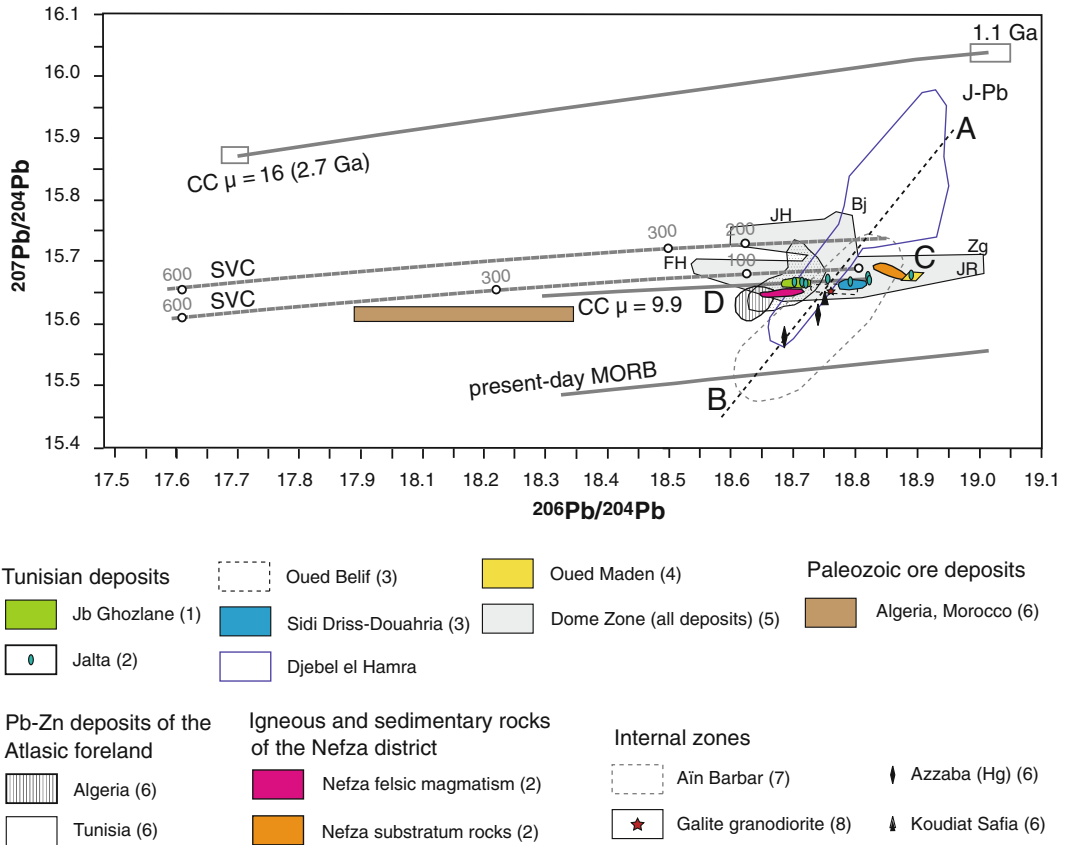 16.1
16.0
15.9
15.8
15.7
15.6
15.5
15.4
207Pb/204Pb
1.1 Ga
J-Pb
A
CC µ = 16 (2.7 Ga)
JH
Bj
300
200
Zg
600
SVC
FH
100
C
JR
300
600
SVC
CC µ = 9.9
D
present-day MORB
B
17.5 17.6 17.7 17.8 17.9 18.1 18.2 18.3 18.4 18.5 18.6 18.7 18.8 18.9 19.0 19.1
206Pb/204Pb
Tunisian deposits
Jb Ghozlane (1)
Jalta (2)
Oued Belif (3)
Sidi Driss-Douahria (3)
Djebel el Hamra
Oued Maden (4)
Dome Zone (all deposits) (5)
Paleozoic ore deposits
Algeria, Morocco (6)
Pb-Zn deposits of the
Atlasic foreland
Algeria (6)
Tunisia (6)
Igneous and sedimentary rocks
of the Nefza district
Nefza felsic magmatism (2)
Nefza substratum rocks (2)
Internal zones
Aïn Barbar (7)
Galite granodiorite (8)
Azzaba (Hg) (6)
Koudiat Safia (6)